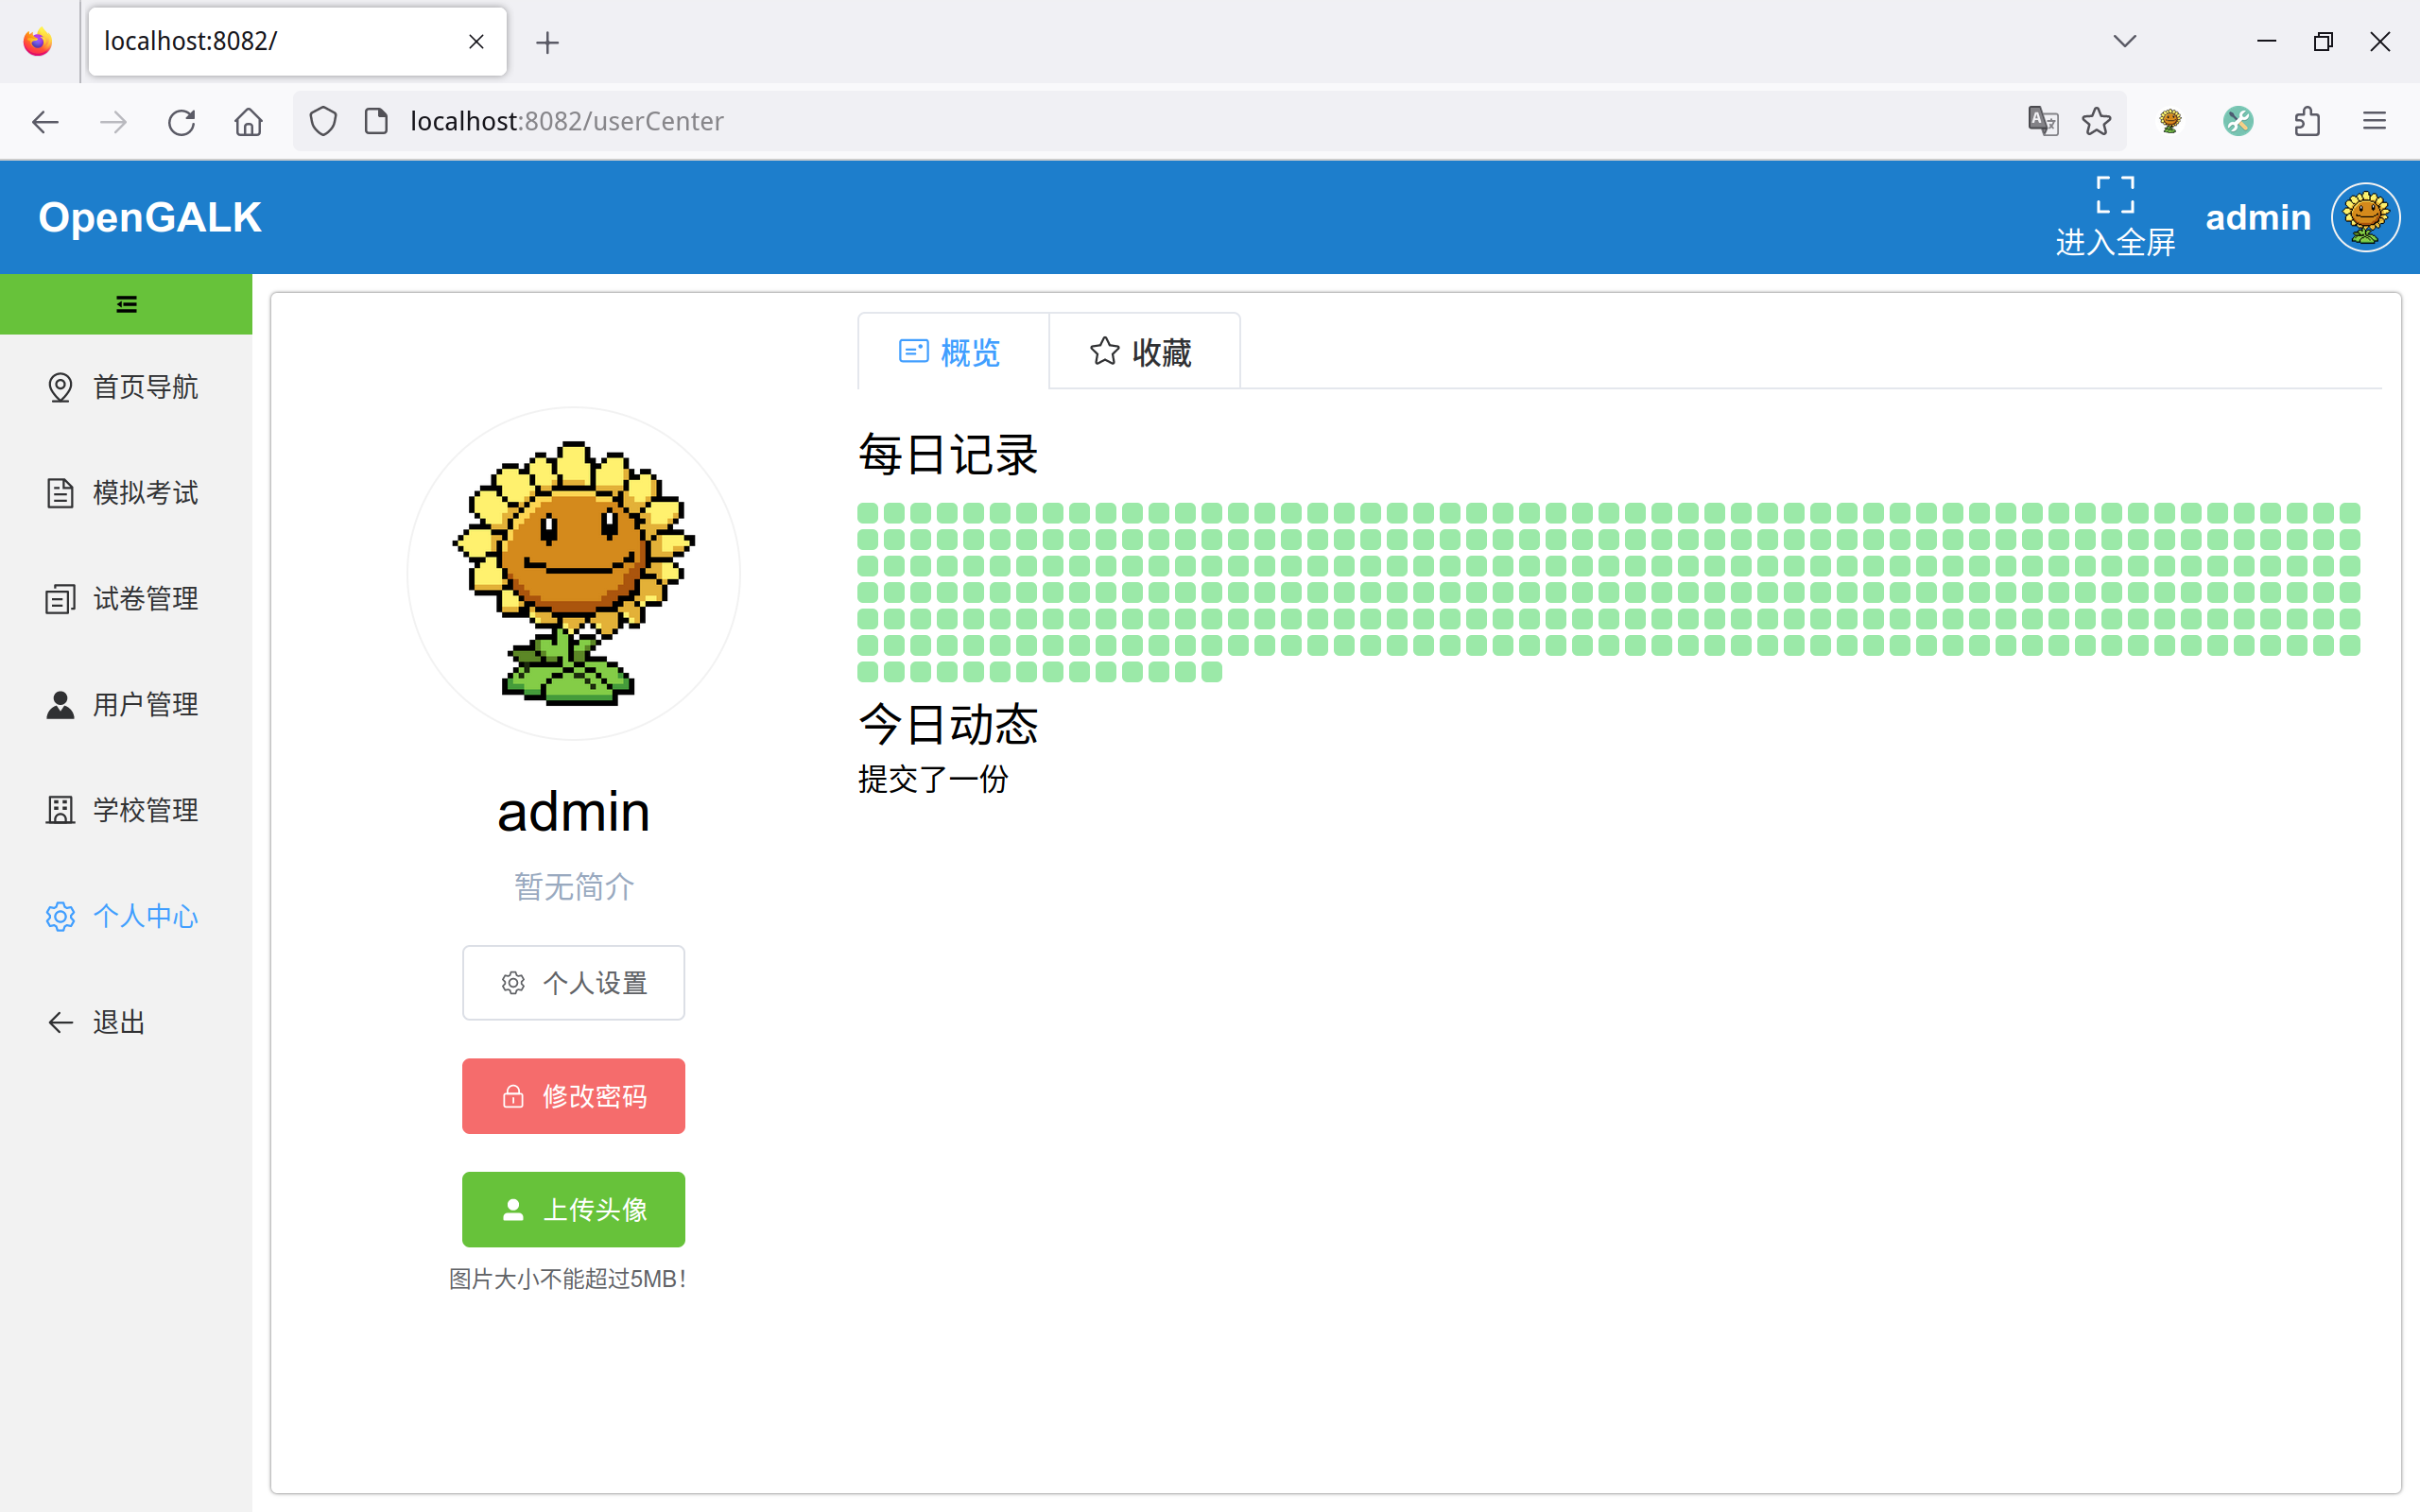 localhost:8082/
localhost:8082/userCenter
OpenGALK
进入全屏
admin
首页导航
模拟考试
试卷管理
用户管理
学校管理
个人中心
退出
admin
暂无简介
个人设置
修改密码
上传头像
图片大小不能超过5MB!
概览
收藏
每日记录
今日动态
提交了一份